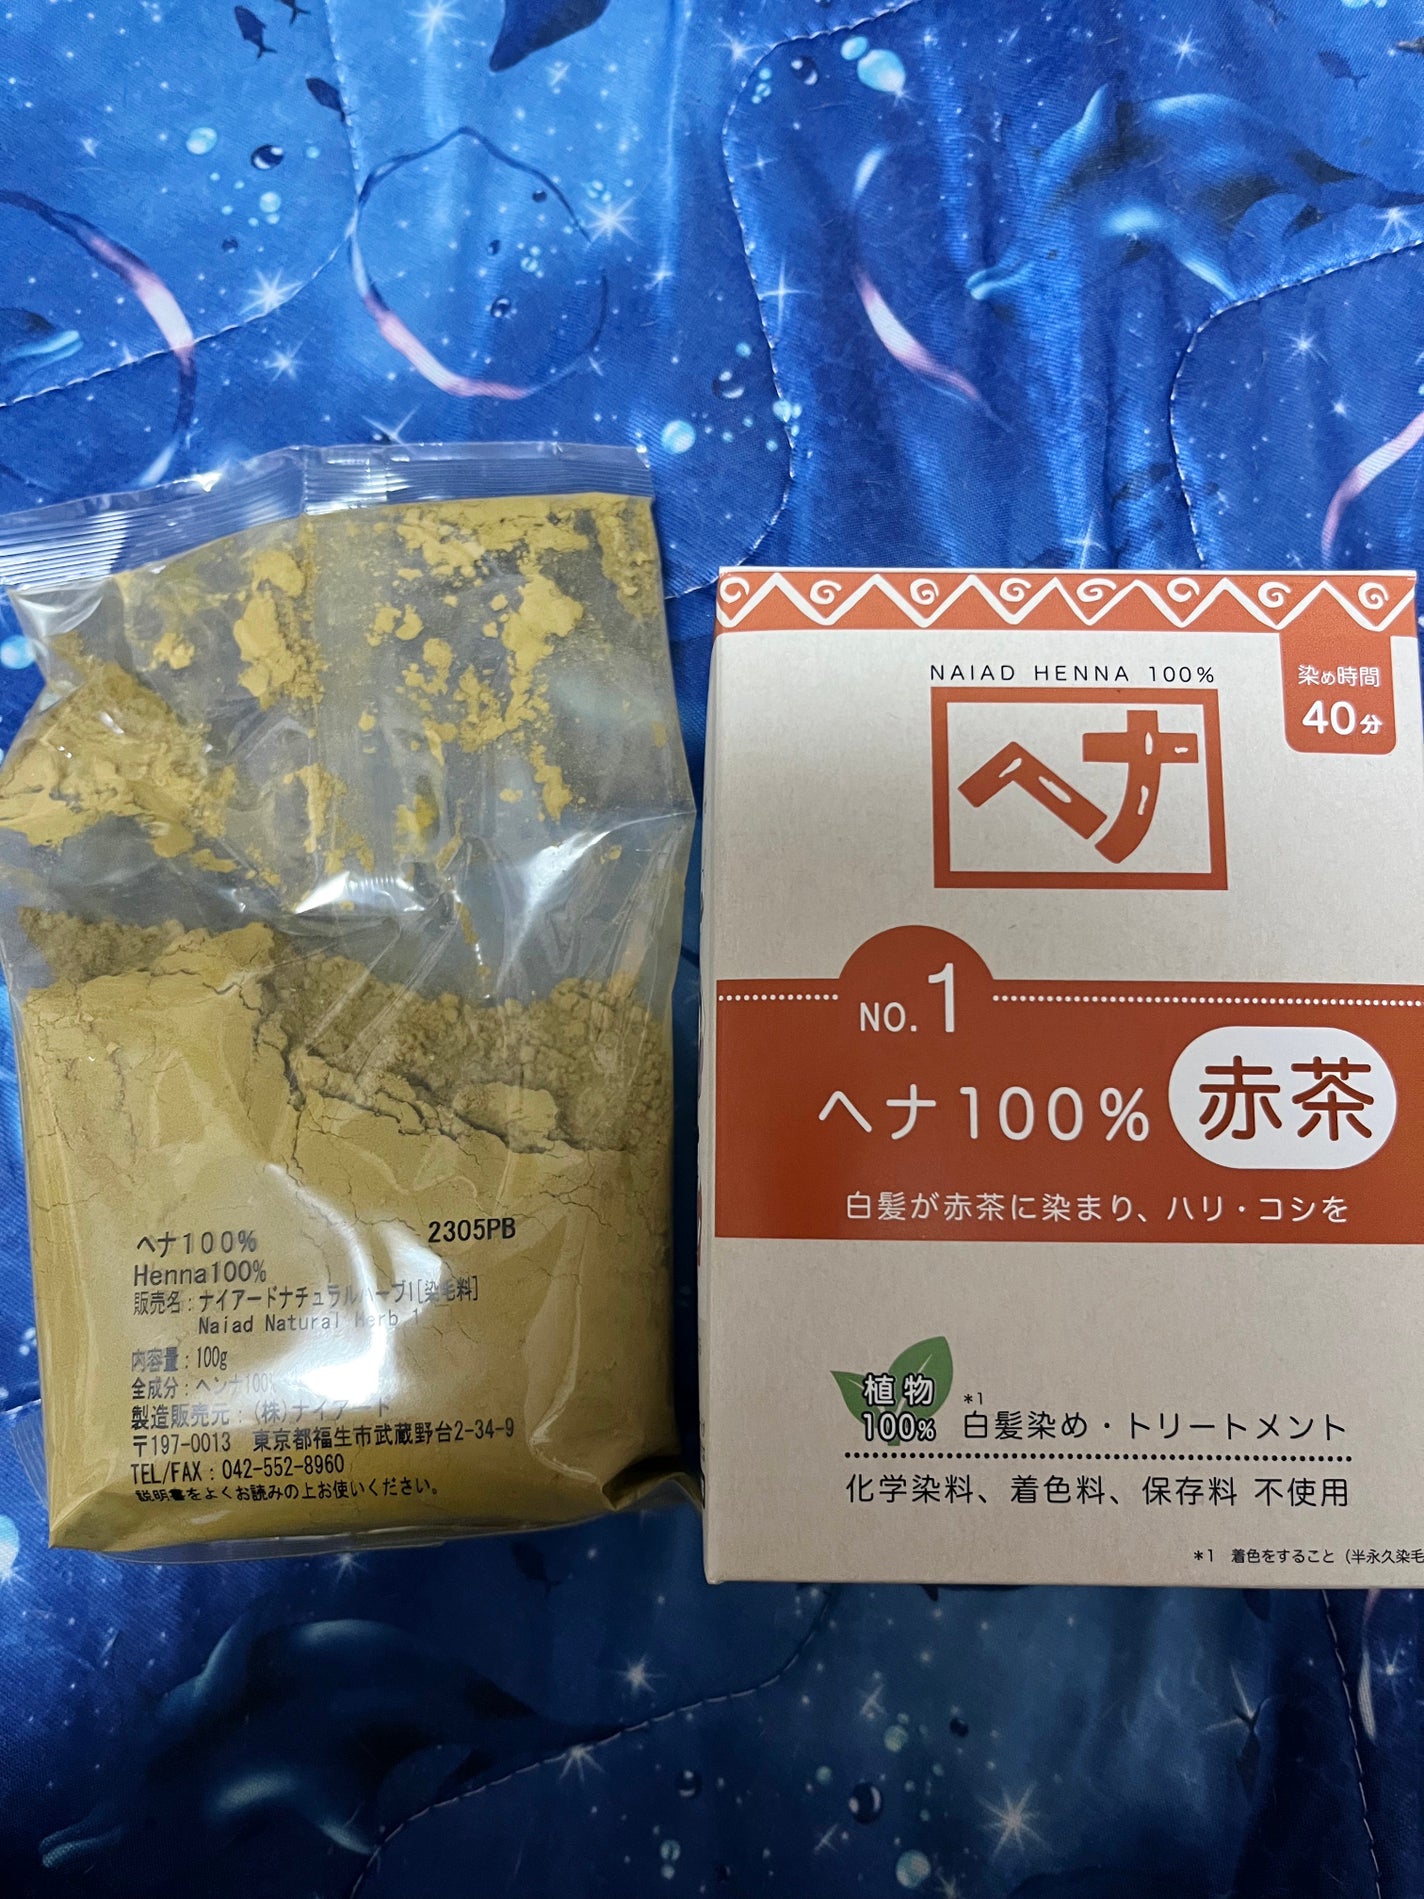 ヘナ100%
2305PB
Henna100%
販売名：ナイアードナチュラルハーブ1[染毛料]
Naiad Natural Herb 1
内容量：100g
全成分：ヘンナ100%
製造販売元：(株)ナイアード
〒197-0013　東京都福生市武蔵野台2-34-9
TEL/FAX：042-552-8960
説明書をよくお読みの上お使いください。
NAIAD HENNA 100%
染め時間
40分
ヘナ
NO.1
ヘナ100%
赤茶
白髪が赤茶に染まり、ハリ・コシを
植物
100%
*1
白髪染め・トリートメント
化学染料、着色料、保存料 不使用
*1　着色をすること（半永久染毛